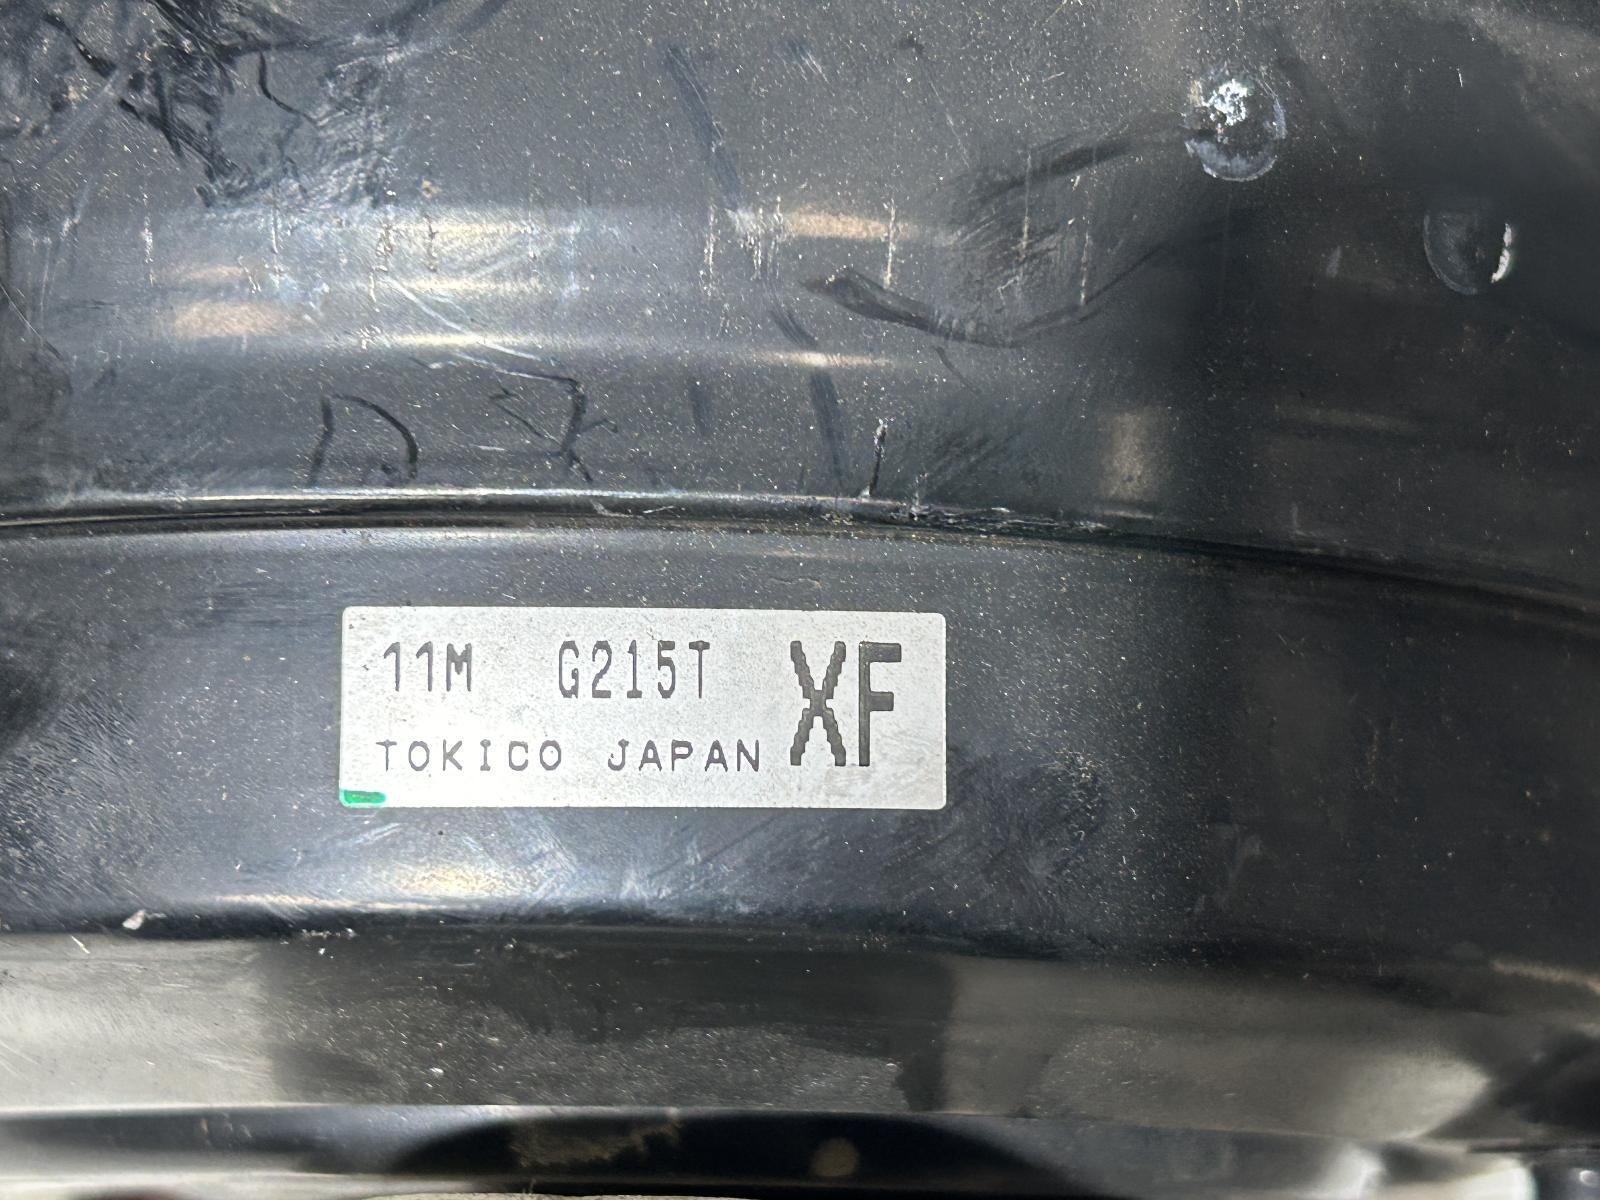 11M G215T XF
TOKICO JAPAN